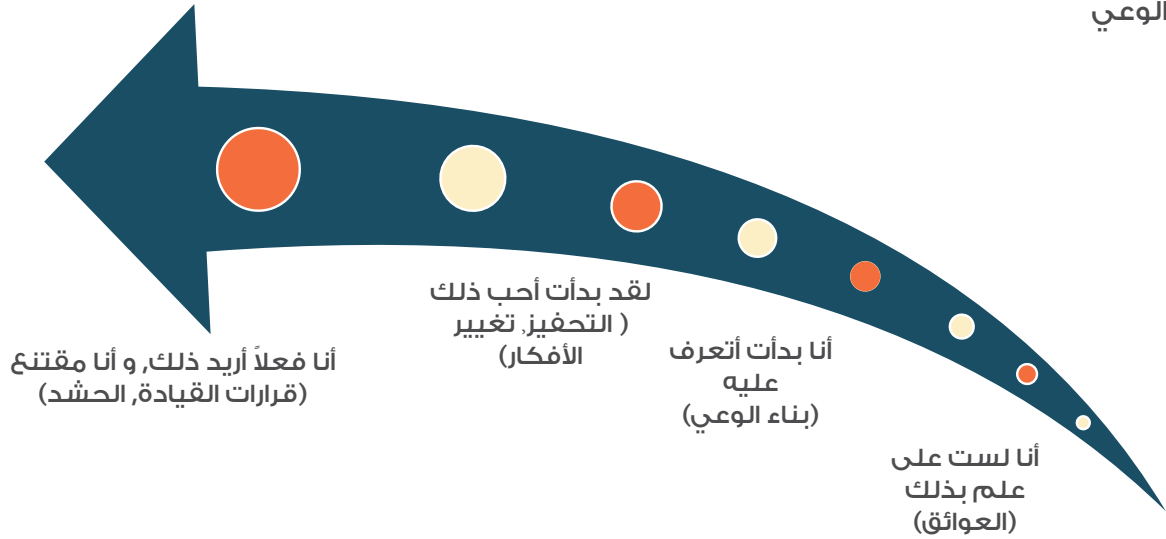 الوعي
أنا لست على
علم بذلك
(العوائق)
أنا بدأت أتعرف
عليه
(بناء الوعي)
لقد بدأت أحب ذلك
( التحفيز, تغيير
الأفكار)
أنا فعلاً أريد ذلك, و أنا مقتنع
(قرارات القيادة, الحشد)